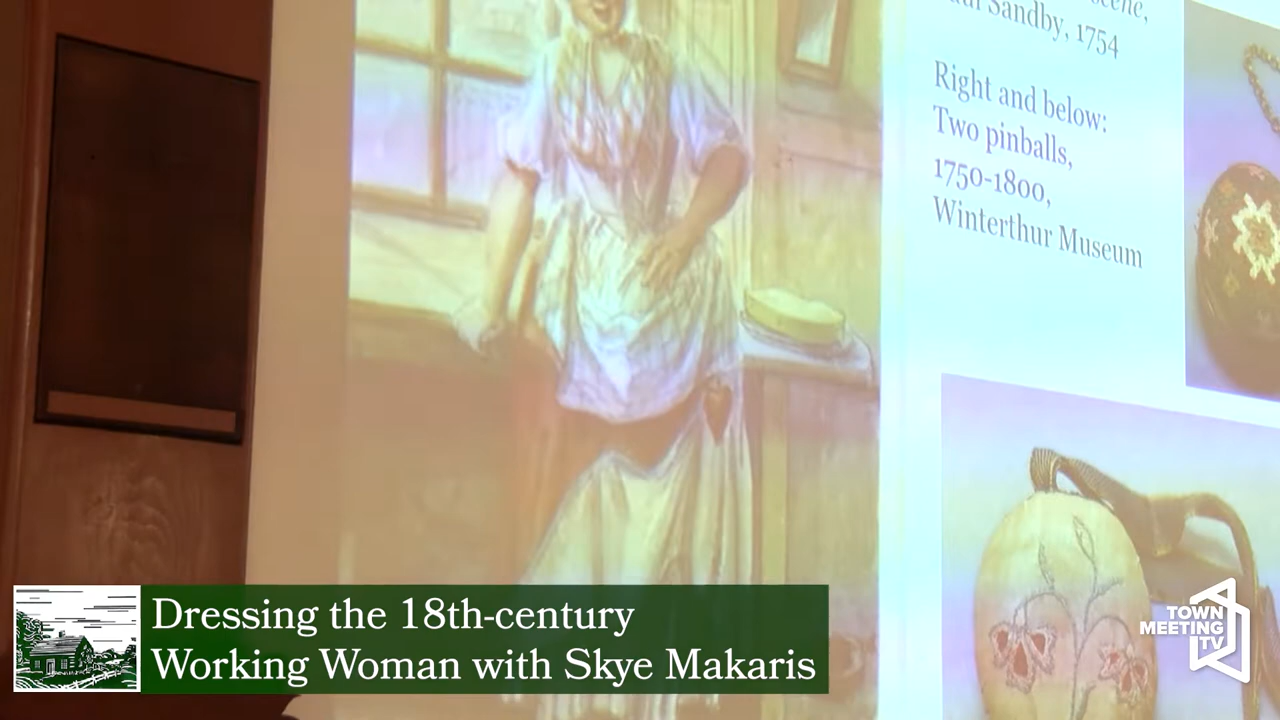 scene,
Sandby, 1754
Right and below:
Two pinballs,
1750-1800,
Winterthur Museum
Dressing the 18th-century
Working Woman with Skye Makaris
TOWN
MEETING
TV